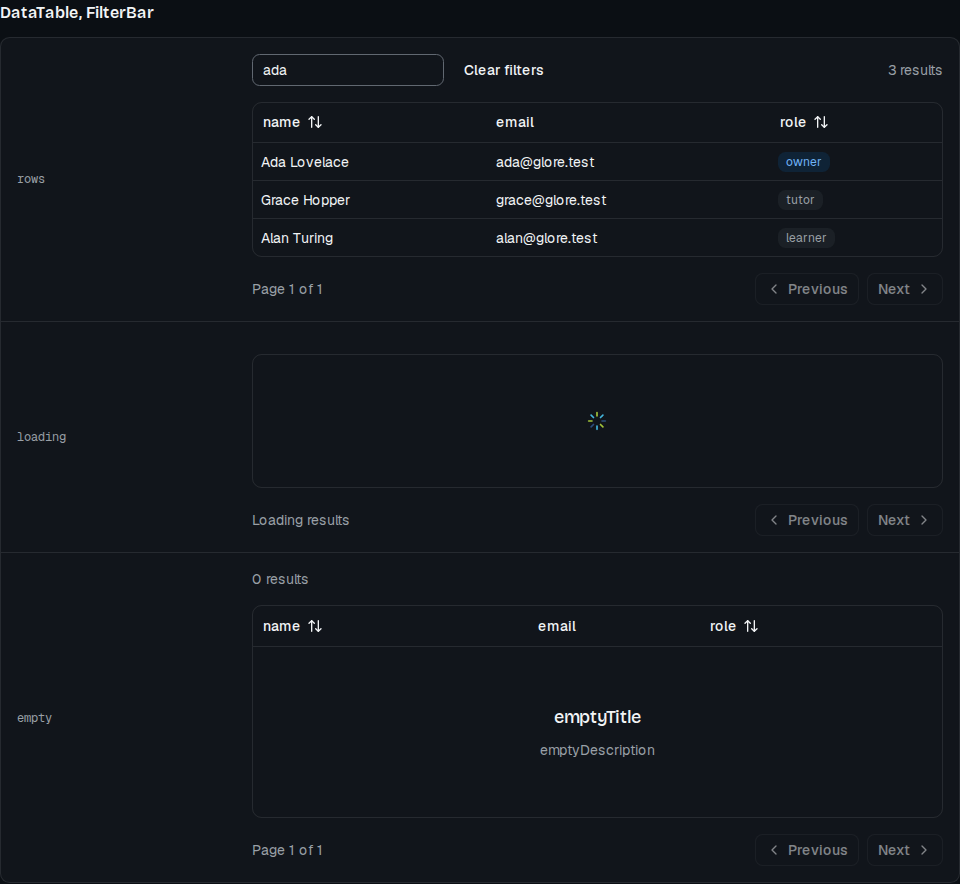 DataTable, FilterBar
ada Clear filters 3 results
name email role
rows
Ada Lovelace ada@glore.test owner
Grace Hopper grace@glore.test tutor
Alan Turing alan@glore.test learner
Page 1 of 1 Previous Next
loading
Loading results Previous Next
0 results
name email role
empty
emptyTitle
emptyDescription
Page 1 of 1 Previous Next